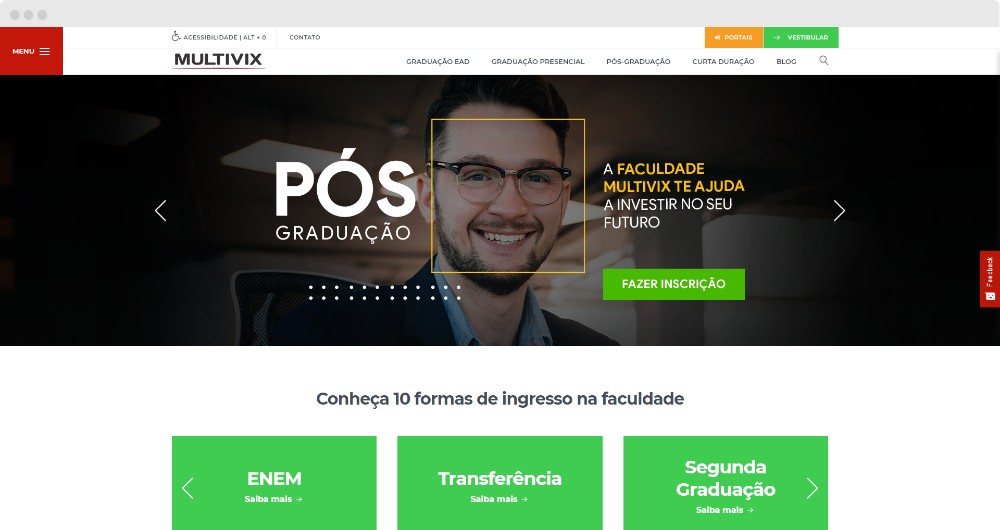 MENU
ACESSIBILIDADE | ALT + 0
CONTATO
PORTAIS
VESTIBULAR
MULTIVIX
GRADUAÇÃO EAD
GRADUAÇÃO PRESENCIAL
PÓS-GRADUAÇÃO
CURTA DURAÇÃO
BLOG
PÓS
GRADUAÇÃO
A FACULDADE
MULTIVIX TE AJUDA
A INVESTIR NO SEU
FUTURO
FAZER INSCRIÇÃO
Feedback
Conheça 10 formas de ingresso na faculdade
ENEM
Saiba mais →
Transferência
Saiba mais →
Segunda
Graduação
Saiba mais →